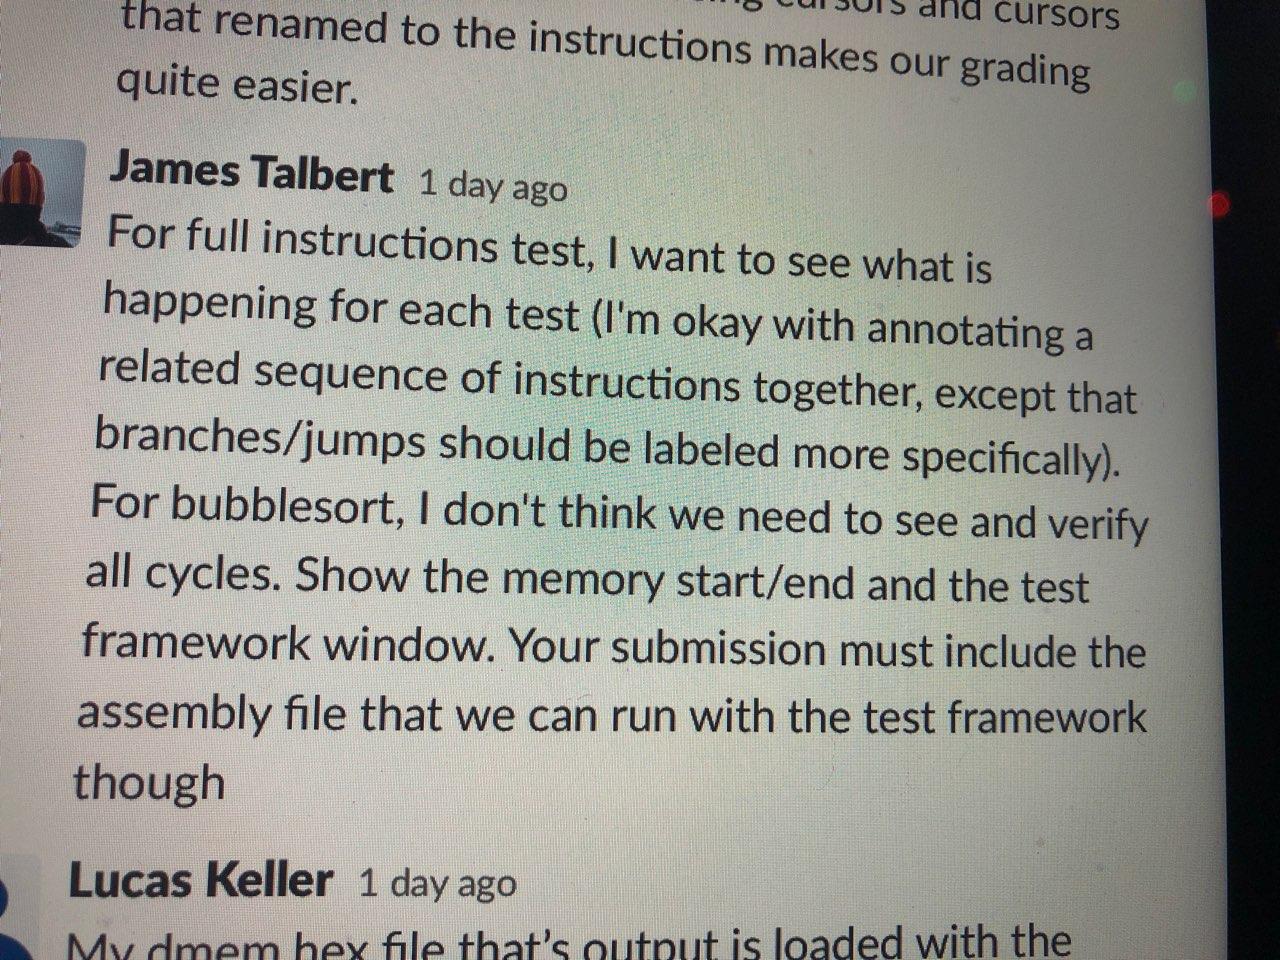 cursors and cursors
that renamed to the instructions makes our grading
quite easier.
James Talbert 1 day ago
For full instructions test, I want to see what is
happening for each test (I'm okay with annotating a
related sequence of instructions together, except that
branches/jumps should be labeled more specifically).
For bubblesort, I don't think we need to see and verify
all cycles. Show the memory start/end and the test
framework window. Your submission must include the
assembly file that we can run with the test framework
though
Lucas Keller 1 day ago
My dmem hex file that's output is loaded with the